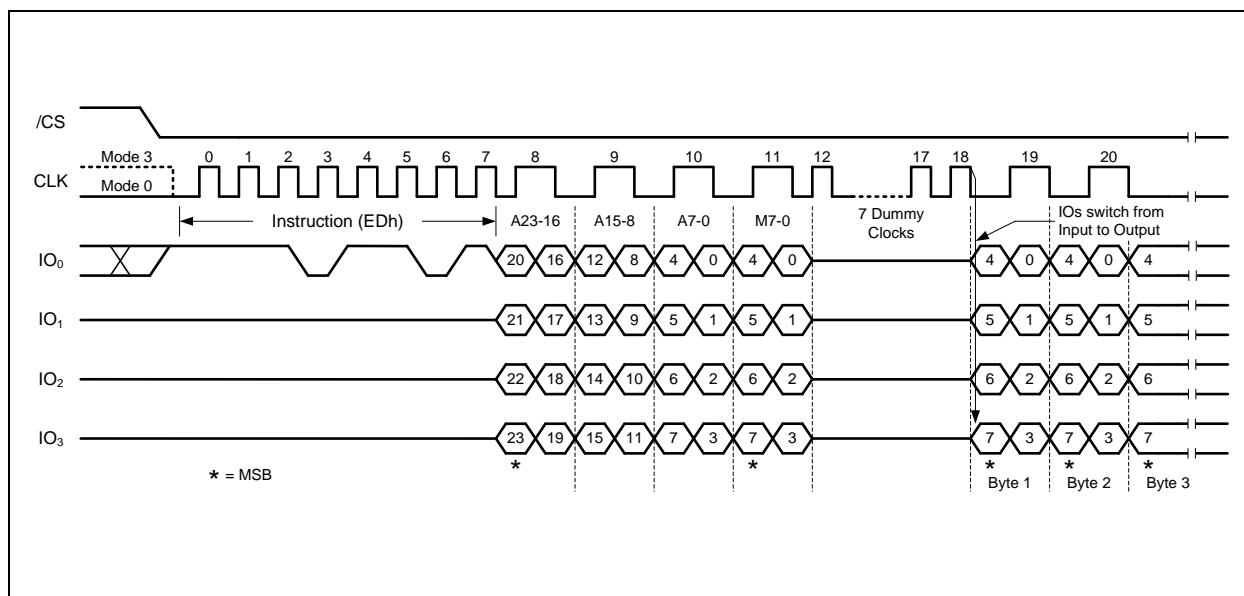 /CS
Mode 3 0 1 2 3 4 5 6 7 8 9 10 11 12 17 18 19 20
CLK Mode 0
Instruction (EDh) A23-16 A15-8 A7-0 M7-0 7 Dummy IOs switch from
Clocks Input to Output
IO₀ 20 16 12 8 4 0 4 0 4 0 4 0 4
IO₁ 21 17 13 9 5 1 5 1 5 1 5 1 5
IO₂ 22 18 14 10 6 2 6 2 6 2 6 2 6
IO₃ 23 19 15 11 7 3 7 3 7 3 7 3 7
* * * * *
* = MSB Byte 1 Byte 2 Byte 3